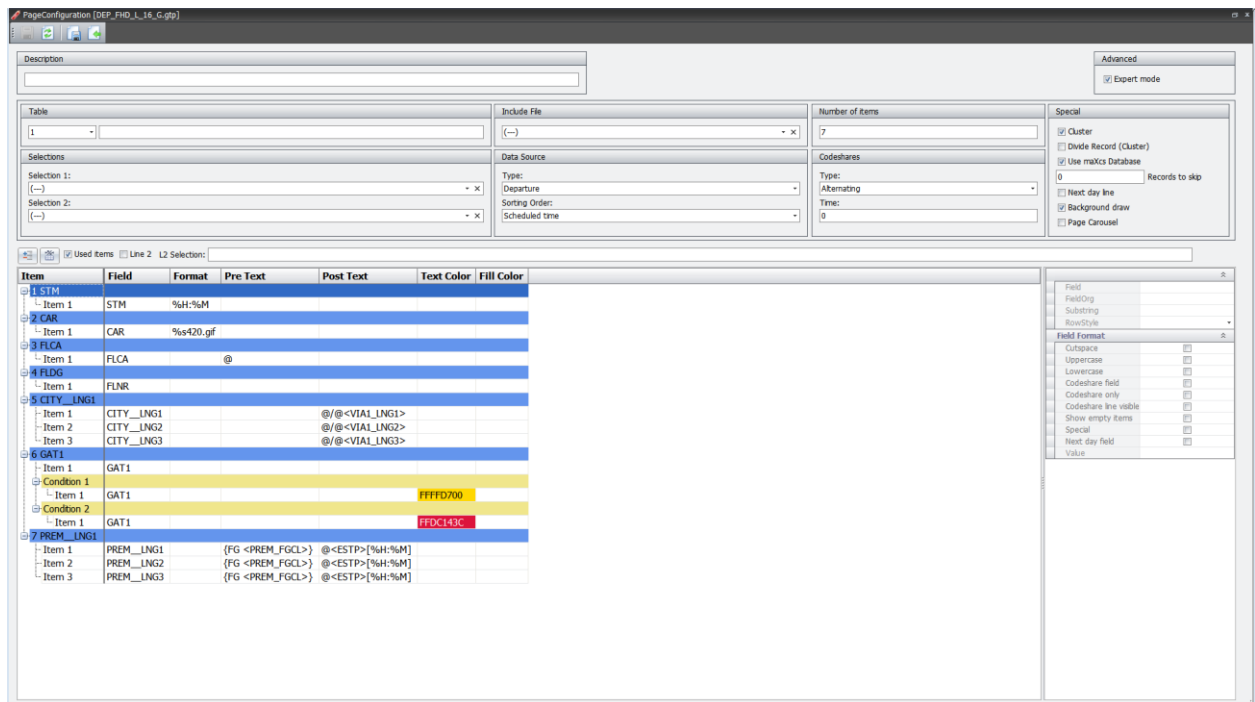 PageConfiguration [DEP_FHD_L_16_G.gtp]
Description
Advanced
Expert mode
Table
Include File
Number of items
Special
1
(---)
7
Cluster
Divide Record (Cluster)
Selections
Data Source
Codeshares
Use maXcs Database
Selection 1:
Type:
Type:
0 Records to skip
(---)
Departure
Alternating
Next day line
Selection 2:
Sorting Order:
Time:
Background draw
(---)
Scheduled time
0
Page Carousel
Used items Line 2 L2 Selection:
Item Field Format Pre Text Post Text Text Color Fill Color
1 STM
Item 1 STM %H:%M
2 CAR
Item 1 CAR %s420.gif
3 FLCA
Item 1 FLCA @
4 FLDG
Item 1 FLNR
5 CITY__LNG1
Item 1 CITY__LNG1 @/@<VIA1_LNG1>
Item 2 CITY__LNG2 @/@<VIA1_LNG2>
Item 3 CITY__LNG3 @/@<VIA1_LNG3>
6 GAT1
Item 1 GAT1
Condition 1
Item 1 GAT1 FFFFD700
Condition 2
Item 1 GAT1 FFDC143C
7 PREM__LNG1
Item 1 PREM__LNG1 {FG <PREM_FGCL>} @<ESTP>[%H:%M]
Item 2 PREM__LNG2 {FG <PREM_FGCL>} @<ESTP>[%H:%M]
Item 3 PREM__LNG3 {FG <PREM_FGCL>} @<ESTP>[%H:%M]
Field
FieldOrg
Substring
RowStyle
Field Format
Cutspace
Uppercase
Lowercase
Codeshare field
Codeshare only
Codeshare line visible
Show empty items
Special
Next day field
Value